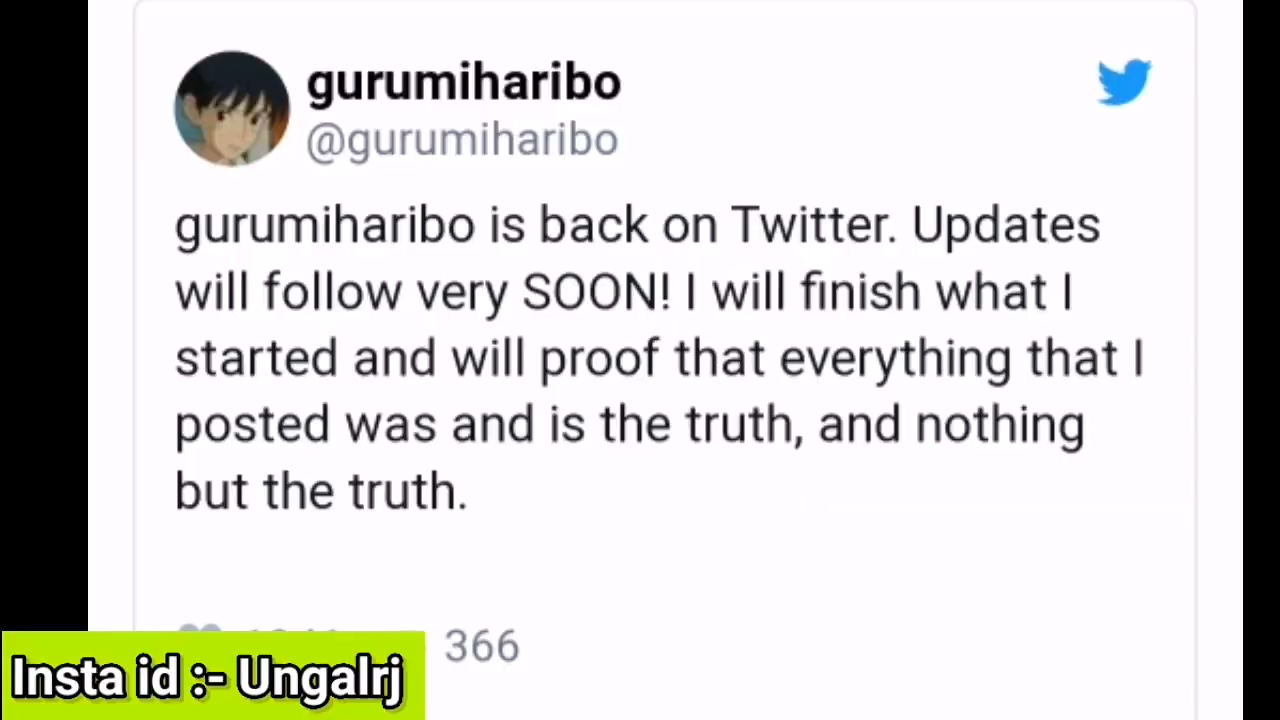 gurumiharibo
@gurumiharibo
gurumiharibo is back on Twitter. Updates
will follow very SOON! I will finish what I
started and will proof that everything that I
posted was and is the truth, and nothing
but the truth.
366
Insta id :- Ungalrj